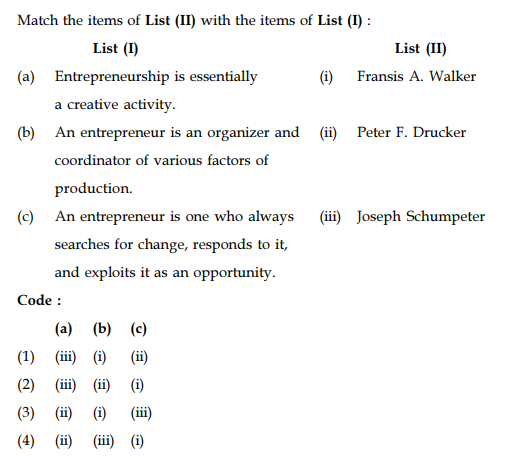 Match the items of List (II) with the items of List (I) :
List (I) List (II)
(a) Entrepreneurship is essentially (i) Fransis A. Walker
a creative activity.
(b) An entrepreneur is an organizer and (ii) Peter F. Drucker
coordinator of various factors of
production.
(c) An entrepreneur is one who always (iii) Joseph Schumpeter
searches for change, responds to it,
and exploits it as an opportunity.
Code :
(a) (b) (c)
(1) (iii) (i) (ii)
(2) (iii) (ii) (i)
(3) (ii) (i) (iii)
(4) (ii) (iii) (i)